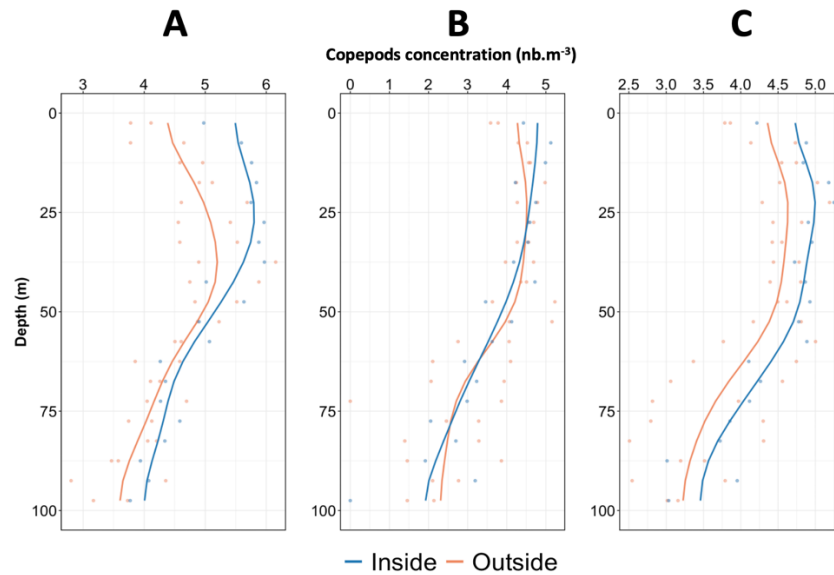 A B C
Copepods concentration (nb.m⁻³)
3 4 5 6 0 1 2 3 4 5 2.5 3.0 3.5 4.0 4.5 5.0
0 0 0
25 25 25
Depth (m)
50 50 50
75 75 75
100 100 100
Inside Outside